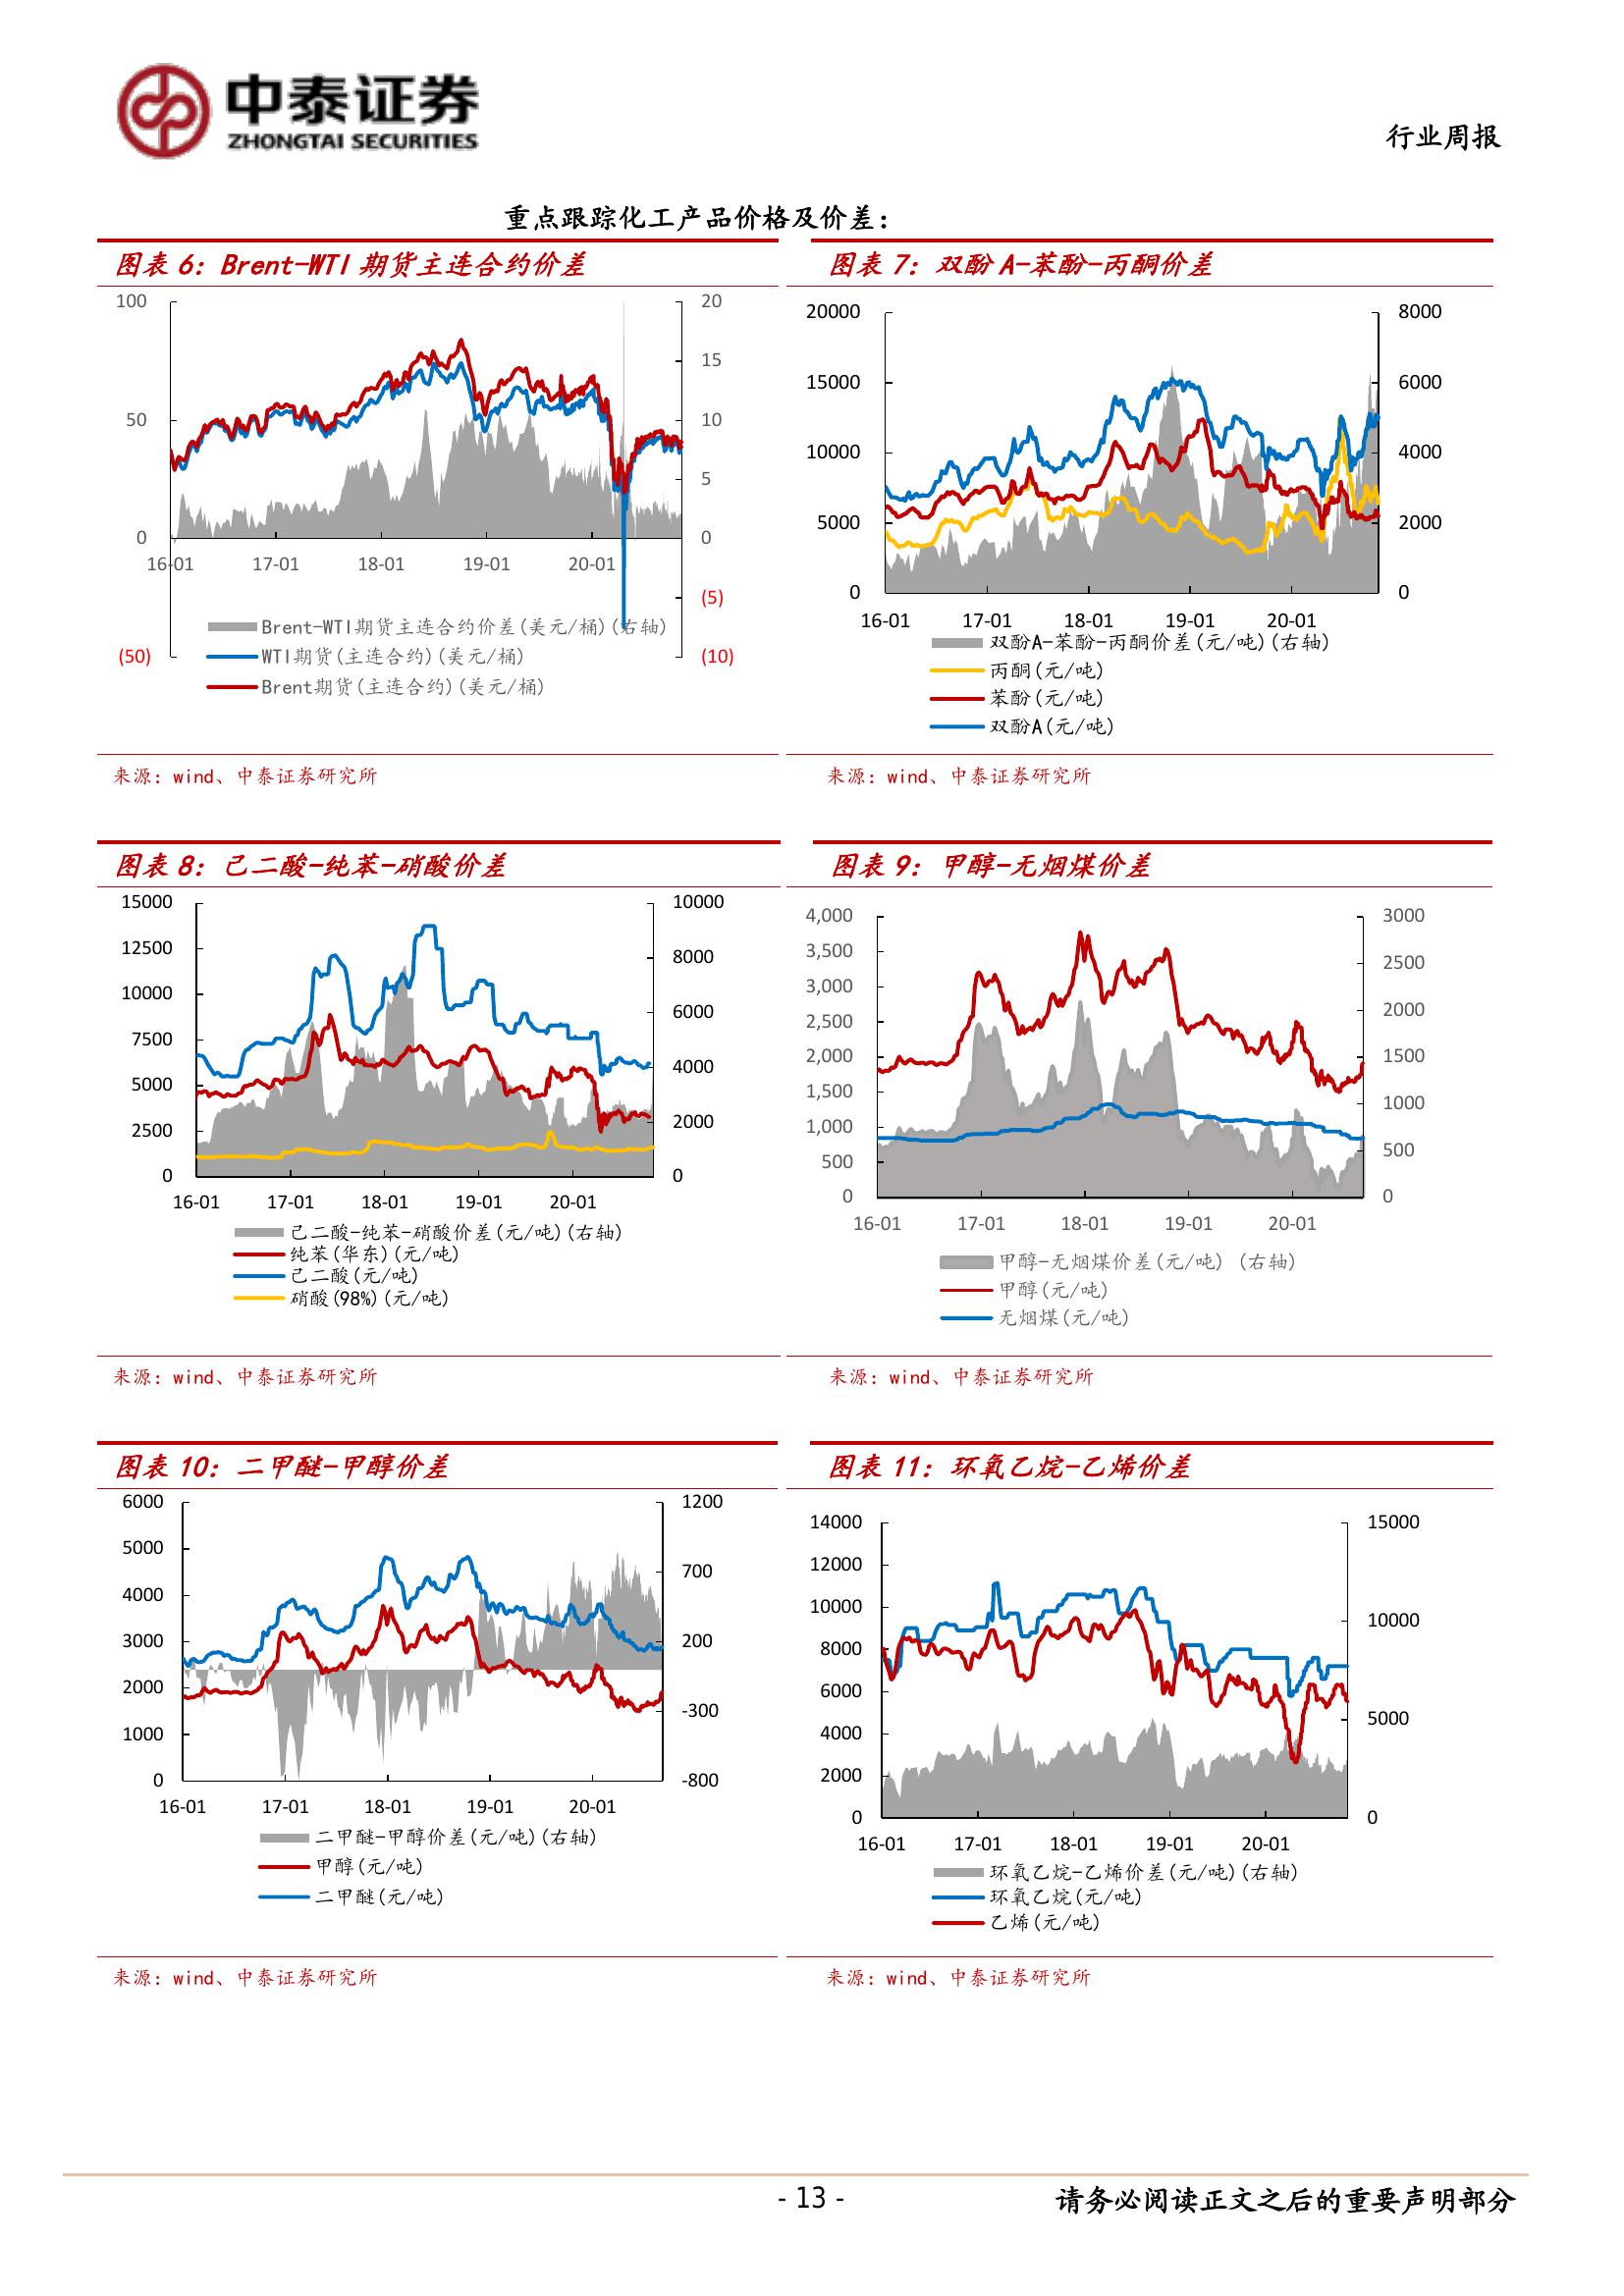 中泰证券
ZHONGTAI SECURITIES
行业周报
重点跟踪化工产品价格及价差：
图表 6：Brent-WTI 期货主连合约价差
100
50
0
(50)
20
15
10
5
0
(5)
(10)
16-01 17-01 18-01 19-01 20-01
Brent-WTI期货主连合约价差(美元/桶)(右轴)
WTI期货(主连合约)(美元/桶)
Brent期货(主连合约)(美元/桶)
来源：wind、中泰证券研究所
图表 7：双酚 A-苯酚-丙酮价差
20000
15000
10000
5000
0
8000
6000
4000
2000
0
16-01 17-01 18-01 19-01 20-01
双酚A-苯酚-丙酮价差(元/吨)(右轴)
丙酮(元/吨)
苯酚(元/吨)
双酚A(元/吨)
来源：wind、中泰证券研究所
图表 8：己二酸-纯苯-硝酸价差
15000
12500
10000
7500
5000
2500
0
10000
8000
6000
4000
2000
0
16-01 17-01 18-01 19-01 20-01
己二酸-纯苯-硝酸价差(元/吨)(右轴)
纯苯(华东)(元/吨)
己二酸(元/吨)
硝酸(98%)(元/吨)
来源：wind、中泰证券研究所
图表 9：甲醇-无烟煤价差
4,000
3,500
3,000
2,500
2,000
1,500
1,000
500
0
3000
2500
2000
1500
1000
500
0
16-01 17-01 18-01 19-01 20-01
甲醇-无烟煤价差(元/吨) (右轴)
甲醇(元/吨)
无烟煤(元/吨)
来源：wind、中泰证券研究所
图表 10：二甲醚-甲醇价差
6000
5000
4000
3000
2000
1000
0
1200
700
200
-300
-800
16-01 17-01 18-01 19-01 20-01
二甲醚-甲醇价差(元/吨)(右轴)
甲醇(元/吨)
二甲醚(元/吨)
来源：wind、中泰证券研究所
图表 11：环氧乙烷-乙烯价差
14000
12000
10000
8000
6000
4000
2000
0
15000
10000
5000
0
16-01 17-01 18-01 19-01 20-01
环氧乙烷-乙烯价差(元/吨)(右轴)
环氧乙烷(元/吨)
乙烯(元/吨)
来源：wind、中泰证券研究所
- 13 -
请务必阅读正文之后的重要声明部分